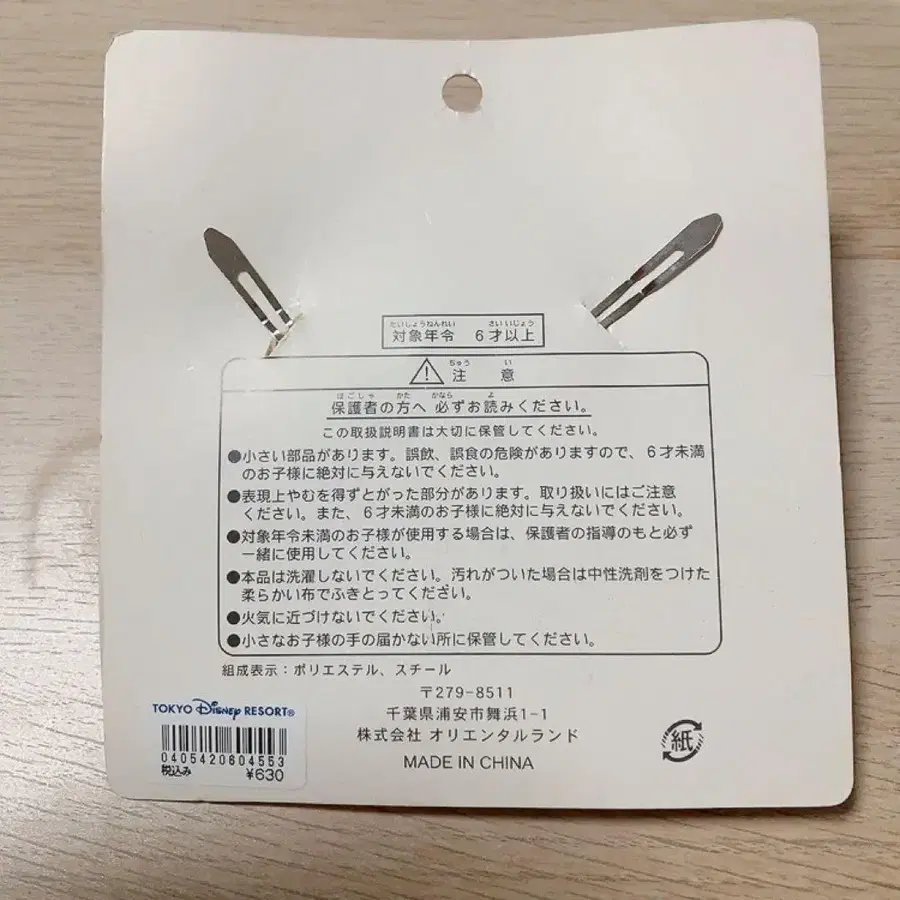 たいしょうねんれい さいいじょう
対象年令 6才以上
ちゅう い
注 意
ほごしゃ かた かなら よ
保護者の方へ 必ずお読みください。
この取扱説明書は大切に保管してください。
●小さい部品があります。誤飲、誤食の危険がありますので、6才未満
のお子様に絶対に与えないでください。
●表現上やむを得ずとがった部分があります。取り扱いにはご注意
ください。また、6才未満のお子様に絶対に与えないでください。
●対象年令未満のお子様が使用する場合は、保護者の指導のもと必ず
一緒に使用してください。
●本品は洗濯しないでください。汚れがついた場合は中性洗剤をつけた
柔らかい布でふきとってください。
●火気に近づけないでください。
●小さなお子様の手の届かない所に保管してください。
組成表示：ポリエステル、スチール
〒279-8511
千葉県浦安市舞浜1-1
株式会社 オリエンタルランド
MADE IN CHINA
紙
TOKYO Disney RESORT®
0405420604553
税込み ¥630